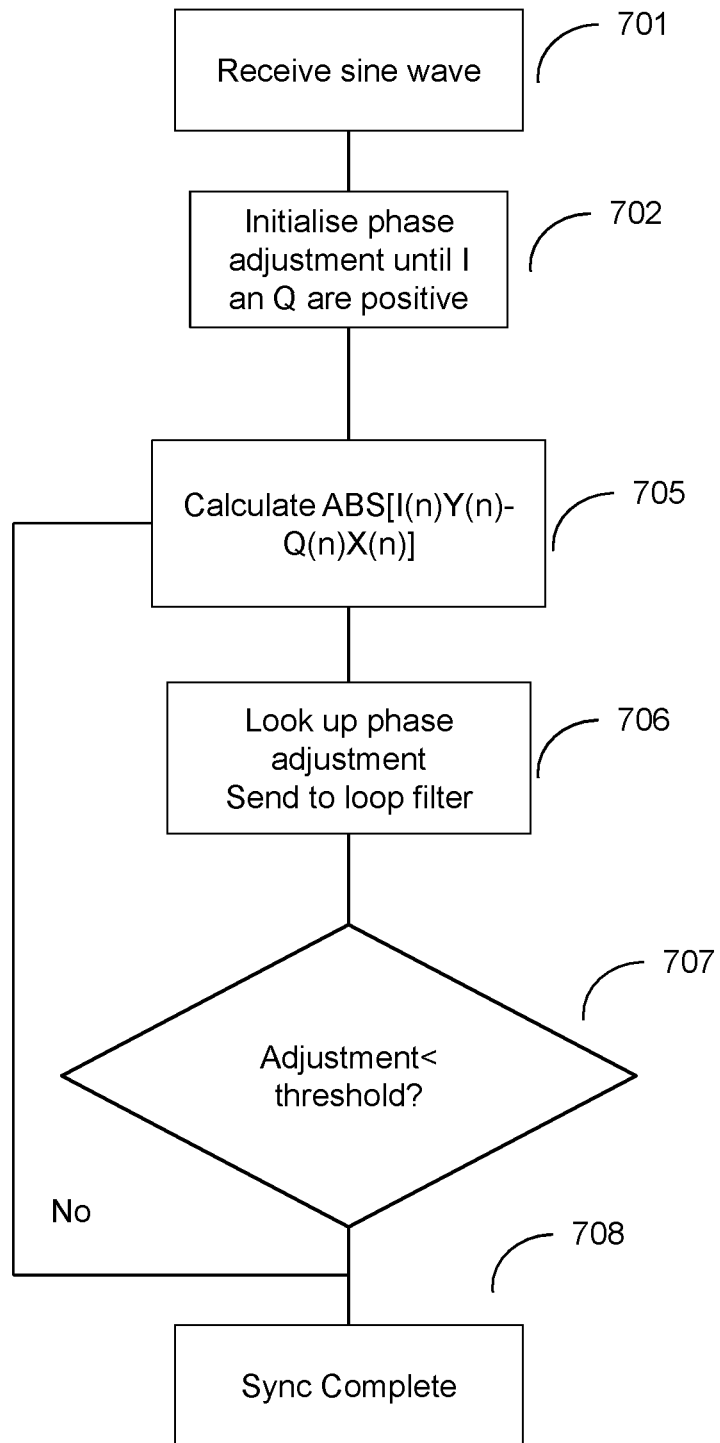 701
Receive sine wave
702
Initialise phase
adjustment until I
an Q are positive
705
Calculate ABS[I(n)Y(n)-
Q(n)X(n)]
706
Look up phase
adjustment
Send to loop filter
707
Adjustment<
threshold?
No
708
Sync Complete